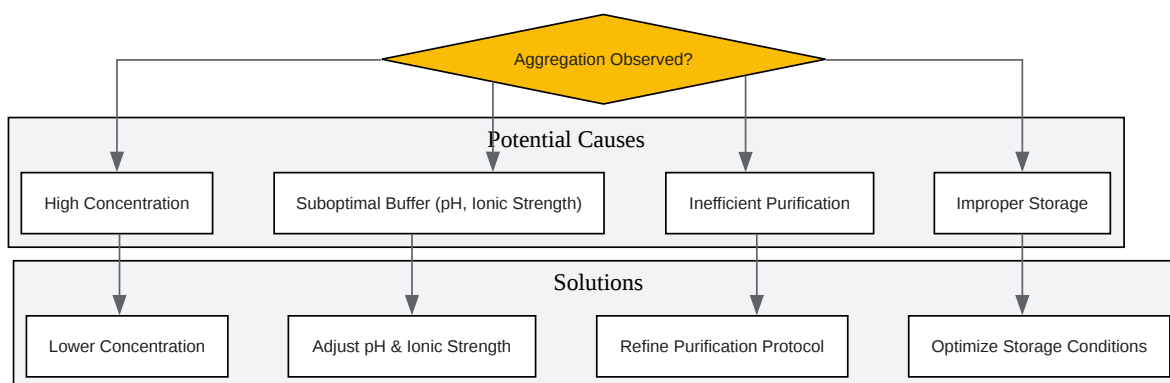 Aggregation Observed?
Potential Causes
High Concentration
Suboptimal Buffer (pH, Ionic Strength)
Inefficient Purification
Improper Storage
Solutions
Lower Concentration
Adjust pH & Ionic Strength
Refine Purification Protocol
Optimize Storage Conditions